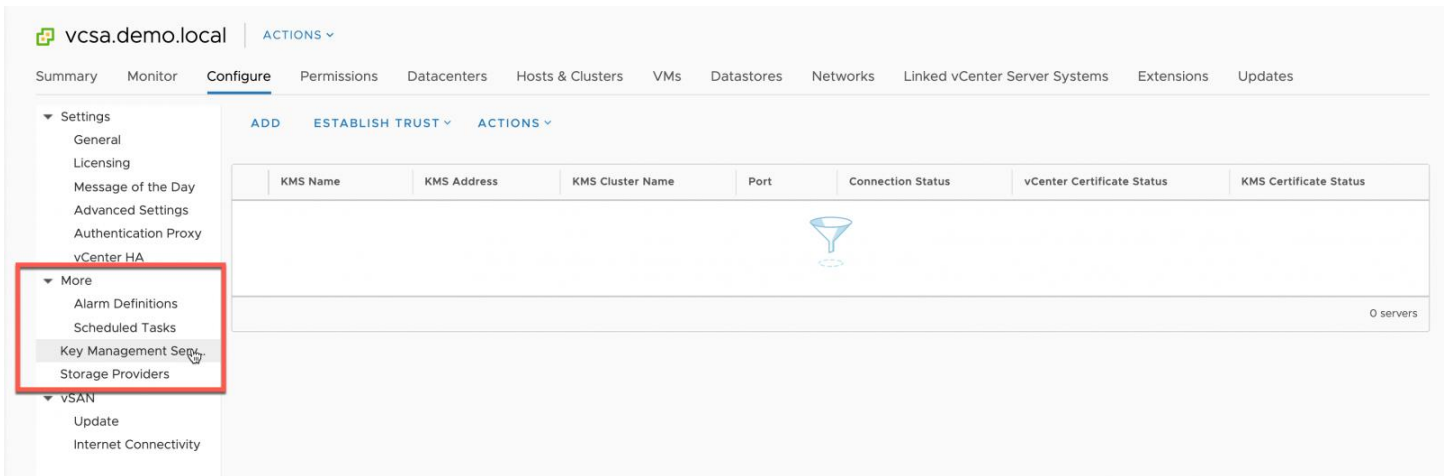 vcsa.demo.local ACTIONS
Summary Monitor Configure Permissions Datacenters Hosts & Clusters VMs Datastores Networks Linked vCenter Server Systems Extensions Updates
Settings
General
Licensing
Message of the Day
Advanced Settings
Authentication Proxy
vCenter HA
More
Alarm Definitions
Scheduled Tasks
Key Management Serv...
Storage Providers
vSAN
Update
Internet Connectivity
ADD ESTABLISH TRUST ACTIONS
KMS Name KMS Address KMS Cluster Name Port Connection Status vCenter Certificate Status KMS Certificate Status
0 servers